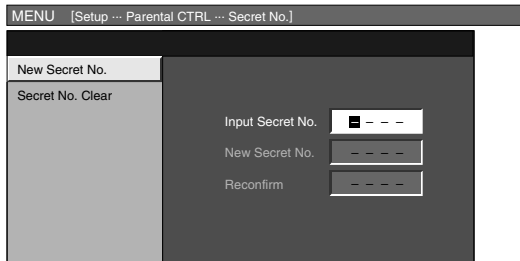 MENU [Setup ··· Parental CTRL ··· Secret No.]
New Secret No.
Secret No. Clear
Input Secret No. – – – –
New Secret No. – – – –
Reconfirm – – – –